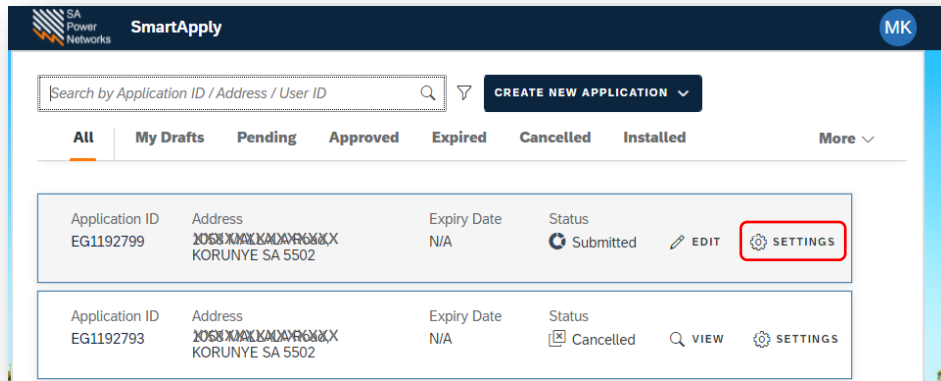 SA
Power
Networks
SmartApply
MK
Search by Application ID / Address / User ID
CREATE NEW APPLICATION
All My Drafts Pending Approved Expired Cancelled Installed More
Application ID Address Expiry Date Status
EG1192799 N/A Submitted EDIT SETTINGS
KORUNYE SA 5502
Application ID Address Expiry Date Status
EG1192793 N/A Cancelled VIEW SETTINGS
KORUNYE SA 5502